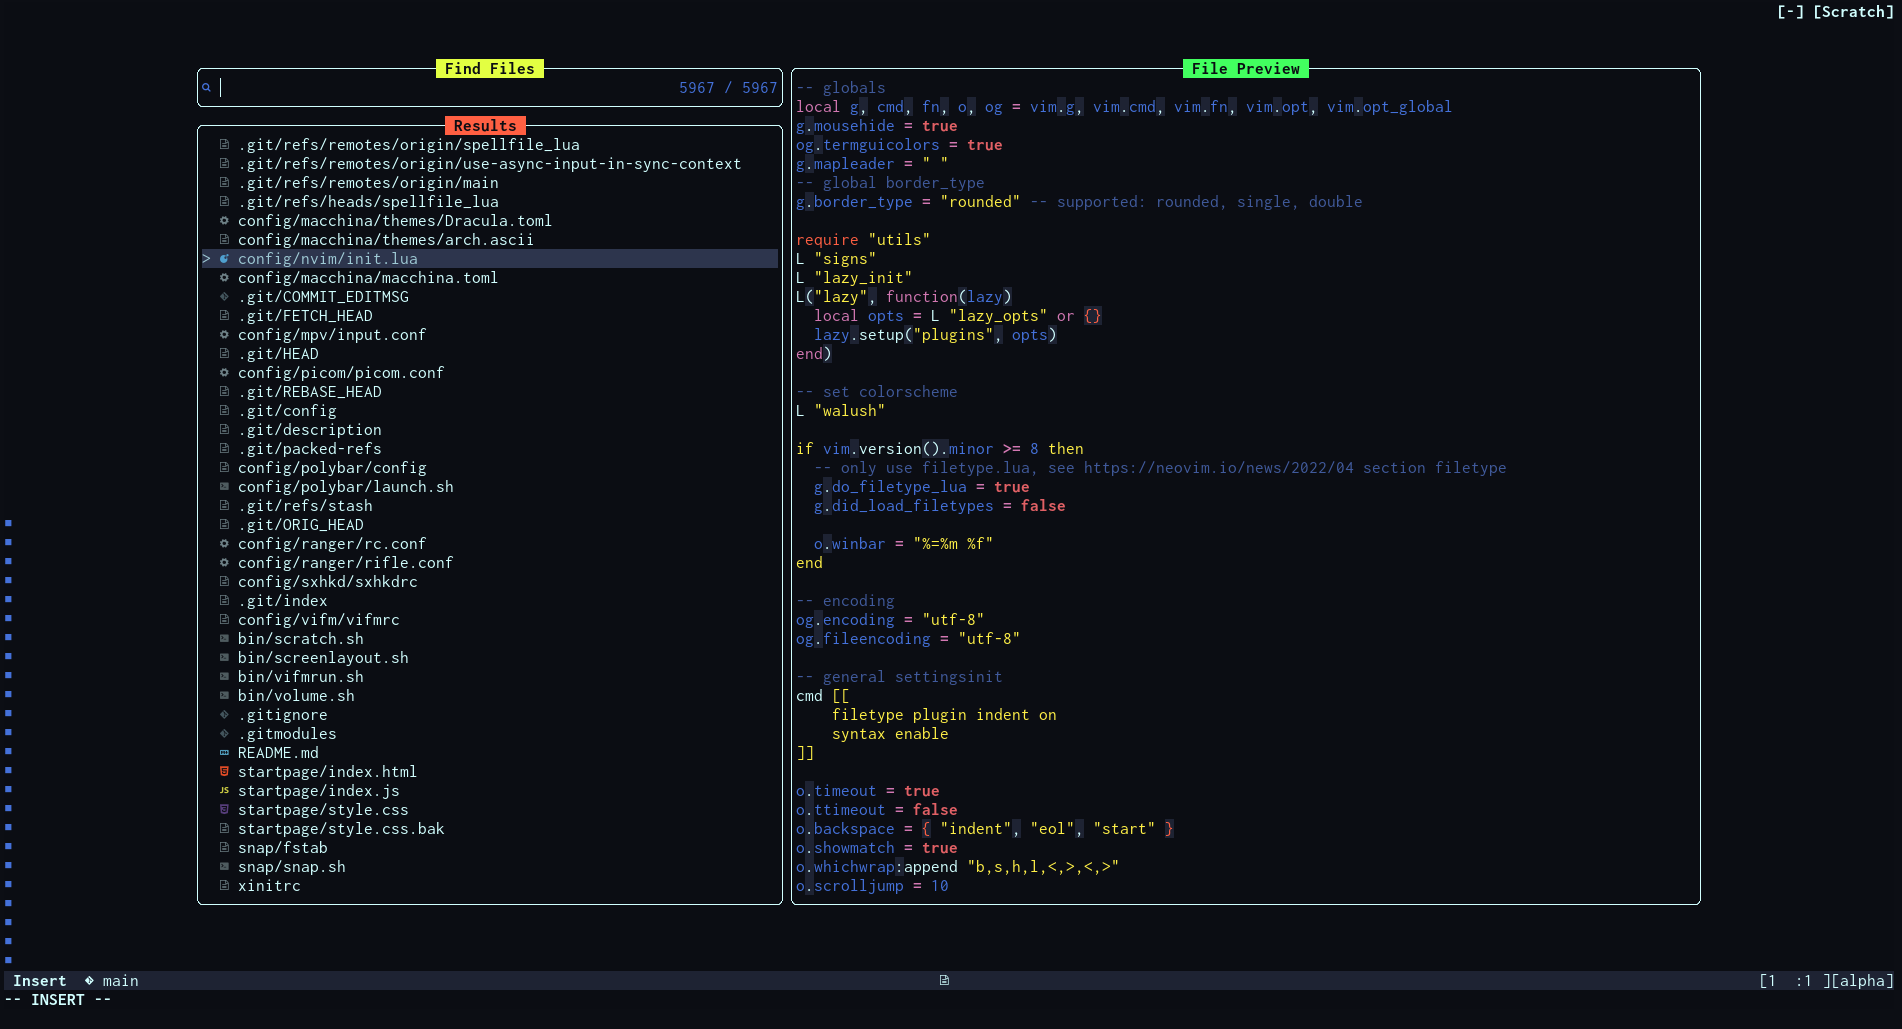 [-] [Scratch]
Find Files
5967 / 5967
Results
.git/refs/remotes/origin/spellfile_lua
.git/refs/remotes/origin/use-async-input-in-sync-context
.git/refs/remotes/origin/main
.git/refs/heads/spellfile_lua
config/macchina/themes/Dracula.toml
config/macchina/themes/arch.ascii
> config/nvim/init.lua
config/macchina/macchina.toml
.git/COMMIT_EDITMSG
.git/FETCH_HEAD
config/mpv/input.conf
.git/HEAD
config/picom/picom.conf
.git/REBASE_HEAD
.git/config
.git/description
.git/packed-refs
config/polybar/config
config/polybar/launch.sh
.git/refs/stash
.git/ORIG_HEAD
config/ranger/rc.conf
config/ranger/rifle.conf
config/sxhkd/sxhkdrc
.git/index
config/vifm/vifmrc
bin/scratch.sh
bin/screenlayout.sh
bin/vifmrun.sh
bin/volume.sh
.gitignore
.gitmodules
README.md
startpage/index.html
JS startpage/index.js
startpage/style.css
startpage/style.css.bak
snap/fstab
snap/snap.sh
xinitrc
File Preview
-- globals
local g, cmd, fn, o, og = vim.g, vim.cmd, vim.fn, vim.opt, vim.opt_global
g.mousehide = true
og.termguicolors = true
g.mapleader = " "
-- global border_type
g.border_type = "rounded" -- supported: rounded, single, double
require "utils"
L "signs"
L "lazy_init"
L("lazy", function(lazy)
  local opts = L "lazy_opts" or {}
  lazy.setup("plugins", opts)
end)
-- set colorscheme
L "walush"
if vim.version().minor >= 8 then
  -- only use filetype.lua, see https://neovim.io/news/2022/04 section filetype
  g.do_filetype_lua = true
  g.did_load_filetypes = false
  o.winbar = "%=%m %f"
end
-- encoding
og.encoding = "utf-8"
og.fileencoding = "utf-8"
-- general settingsinit
cmd [[
    filetype plugin indent on
    syntax enable
]]
o.timeout = true
o.ttimeout = false
o.backspace = { "indent", "eol", "start" }
o.showmatch = true
o.whichwrap:append "b,s,h,l,<,>,<,>"
o.scrolljump = 10
Insert main [1  :1 ][alpha]
-- INSERT --